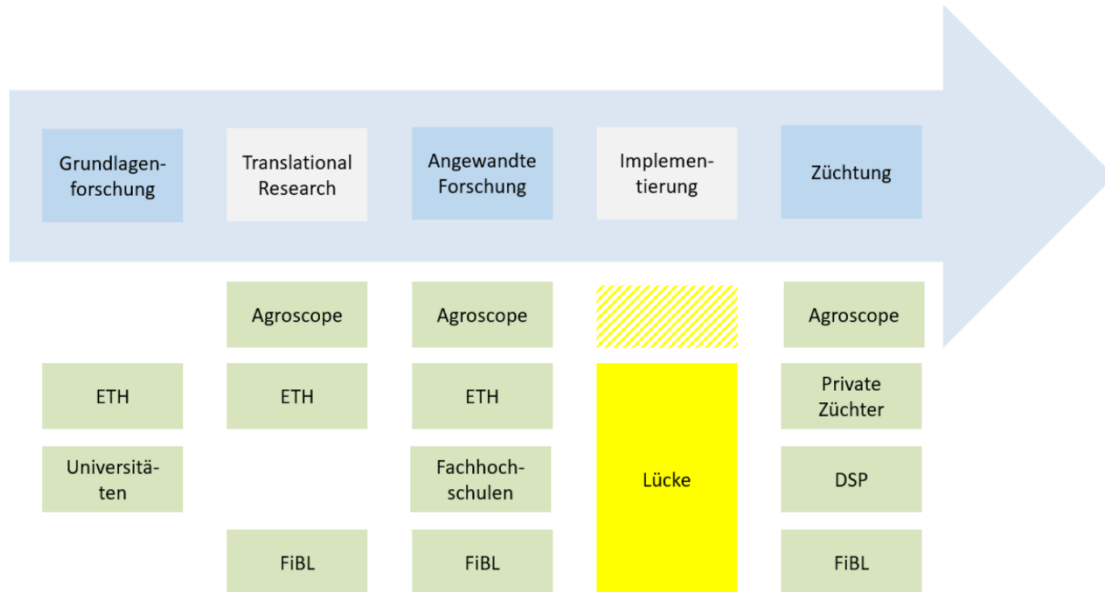 Grundlagen-
forschung
Translational
Research
Angewandte
Forschung
Implemen-
tierung
Züchtung
Agroscope
Agroscope
Agroscope
ETH
ETH
ETH
Private
Züchter
Universitä-
ten
Fachhoch-
schulen
Lücke
DSP
FiBL
FiBL
FiBL